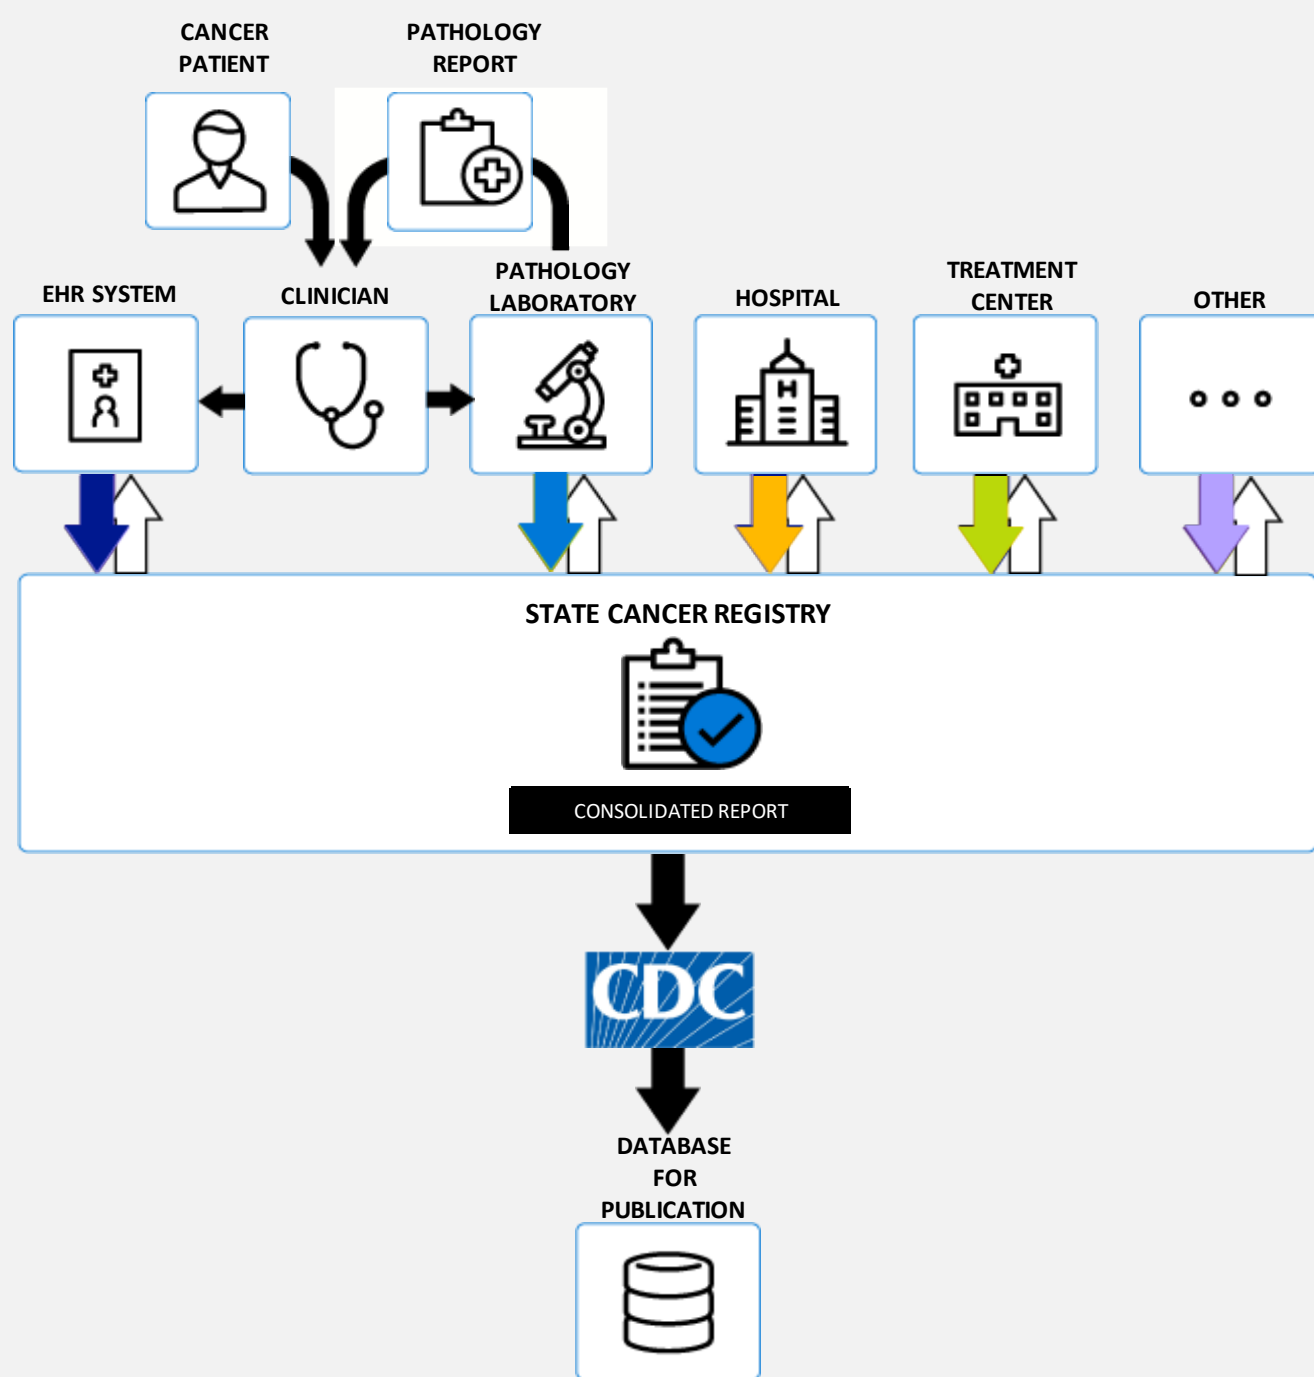 CANCER
PATIENT
PATHOLOGY
REPORT
EHR SYSTEM
CLINICIAN
PATHOLOGY
LABORATORY
HOSPITAL
TREATMENT
CENTER
OTHER
H
STATE CANCER REGISTRY
CONSOLIDATED REPORT
CDC
DATABASE
FOR
PUBLICATION